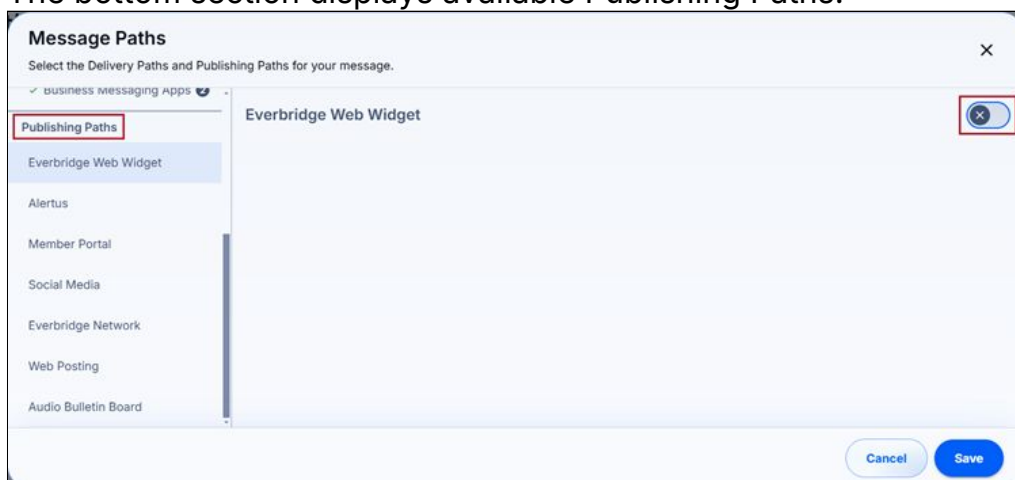 The bottom section displays available Publishing Paths.
Message Paths
Select the Delivery Paths and Publishing Paths for your message.
Business Messaging Apps 2
Publishing Paths
Everbridge Web Widget
Everbridge Web Widget
Alertus
Member Portal
Social Media
Everbridge Network
Web Posting
Audio Bulletin Board
Cancel
Save